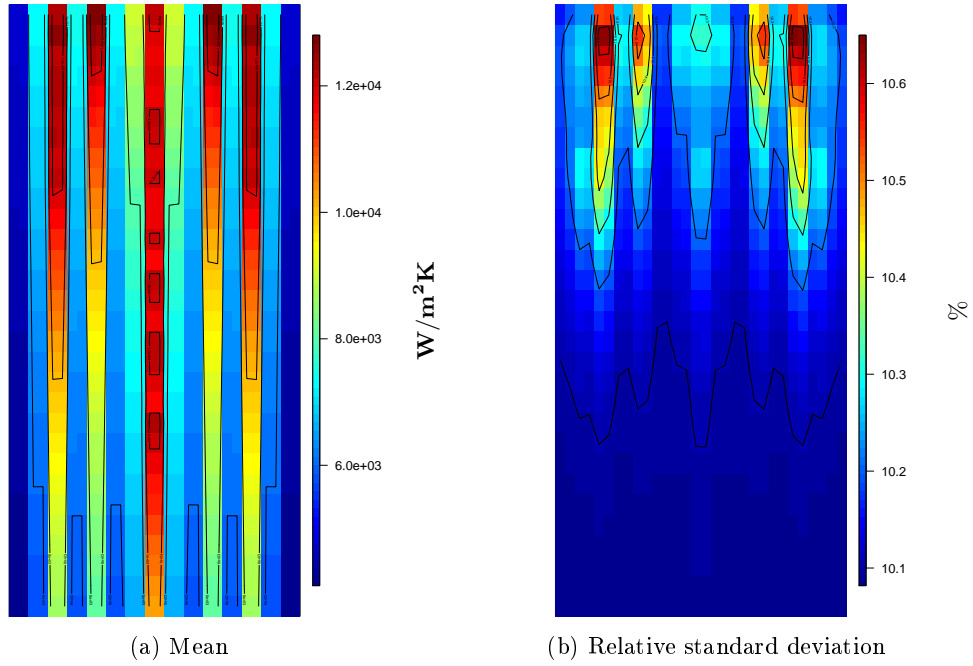 1.2e+04
1.0e+04
8.0e+03
6.0e+03
W/m²K
10.6
10.5
10.4
10.3
10.2
10.1
%
(a) Mean
(b) Relative standard deviation